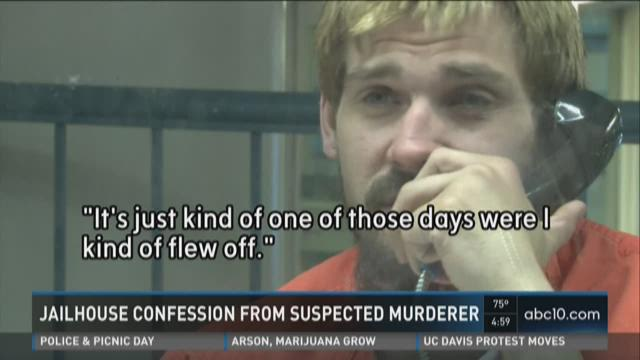 "It's just kind of one of those days were I
kind of flew off."
JAILHOUSE CONFESSION FROM SUSPECTED MURDERER
75°
4:59
abc10.com
POLICE & PICNIC DAY
ARSON, MARIJUANA GROW
UC DAVIS PROTEST MOVES